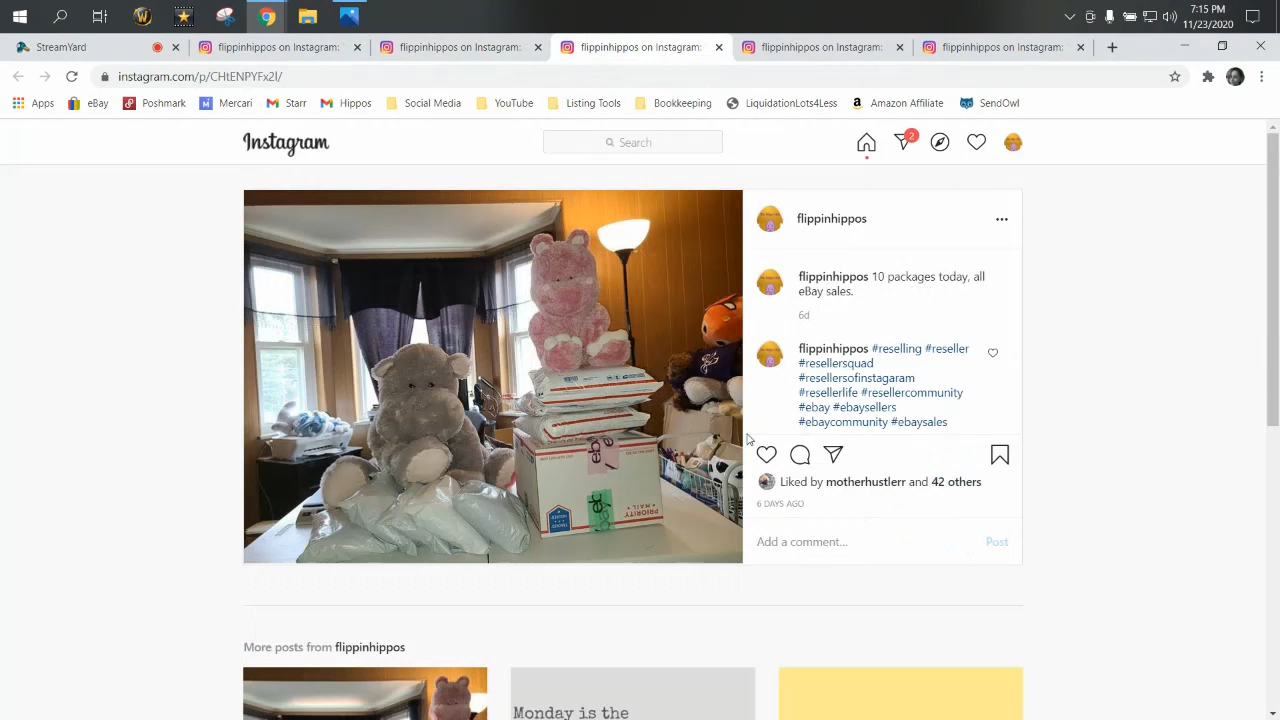 7:15 PM
11/23/2020
StreamYard
flippinhippos on Instagram:
flippinhippos on Instagram:
flippinhippos on Instagram:
flippinhippos on Instagram:
flippinhippos on Instagram:
instagram.com/p/CHtENPYFx2l/
Apps
eBay
Poshmark
Mercari
Starr
Hippos
Social Media
YouTube
Listing Tools
Bookkeeping
LiquidationLots4Less
Amazon Affiliate
SendOwl
Instagram
Search
2
flippinhippos
flippinhippos 10 packages today, all
eBay sales.
6d
flippinhippos #reselling #reseller
#resellersquad
#resellersofinstagaram
#resellerlife #resellercommunity
#ebay #ebaysellers
#ebaycommunity #ebaysales
PRIORITY
MAIL
Liked by motherhustlerr and 42 others
6 DAYS AGO
Add a comment...
Post
More posts from flippinhippos
Monday is the